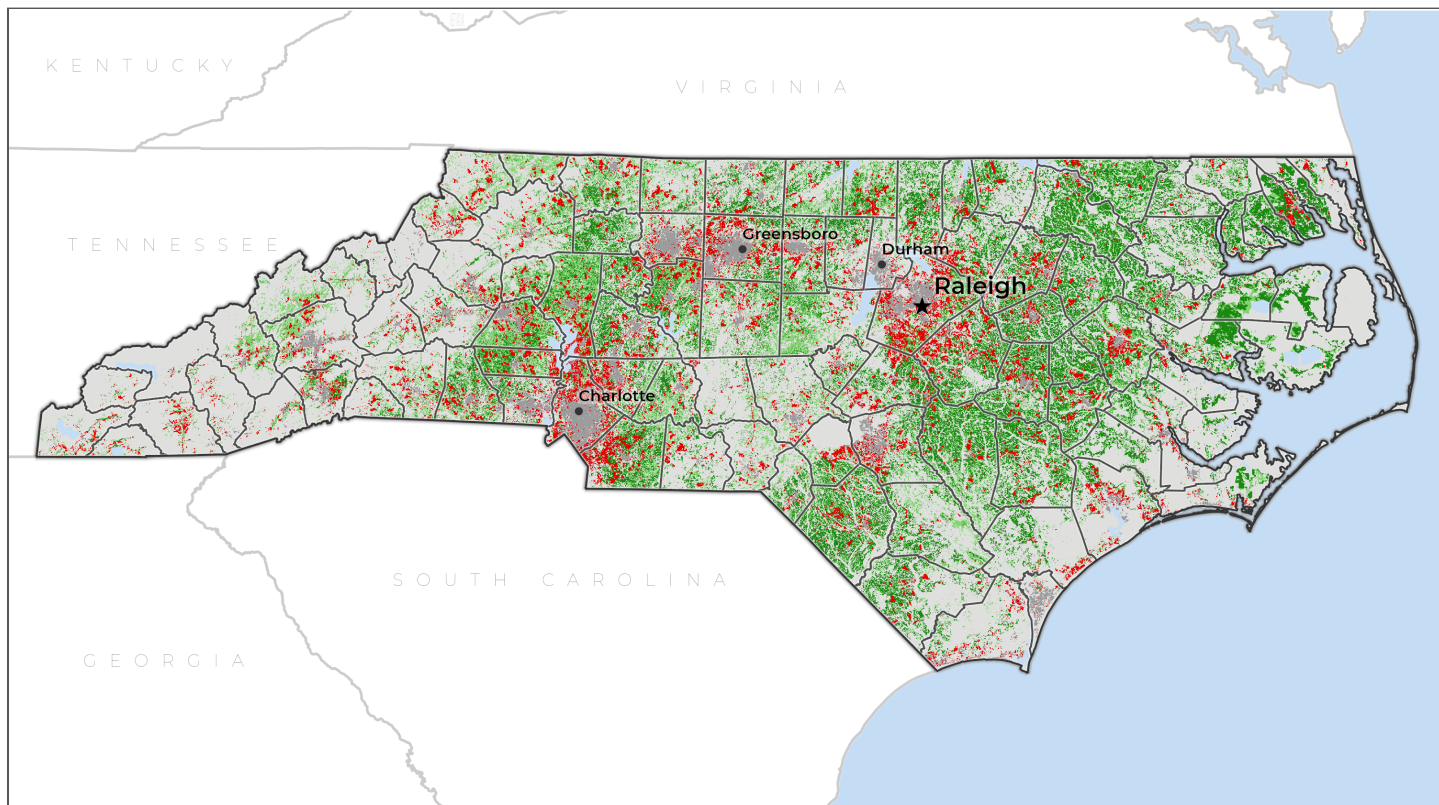 KENTUCKY
VIRGINIA
TENNESSEE
Greensboro
Durham
Raleigh
Charlotte
SOUTH CAROLINA
GEORGIA